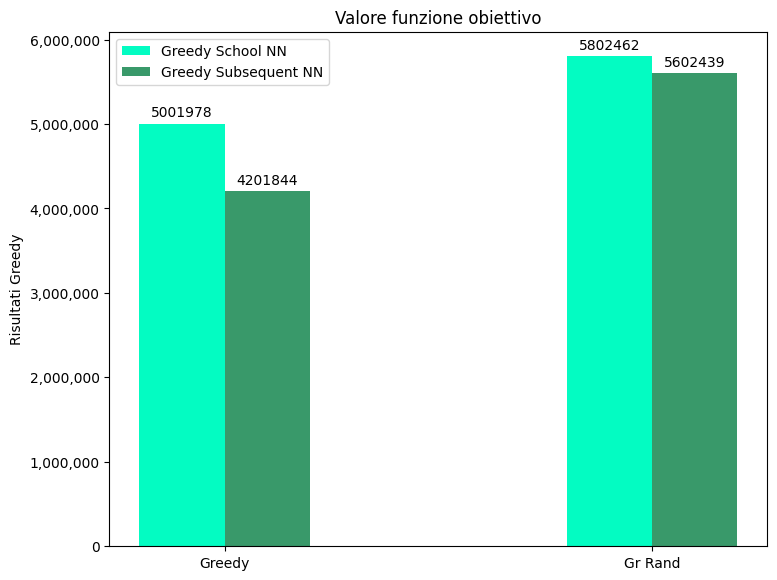 Valore funzione obiettivo
Greedy School NN
Greedy Subsequent NN
Risultati Greedy
6,000,000
5,000,000
4,000,000
3,000,000
2,000,000
1,000,000
0
5001978
4201844
5802462
5602439
Greedy
Gr Rand